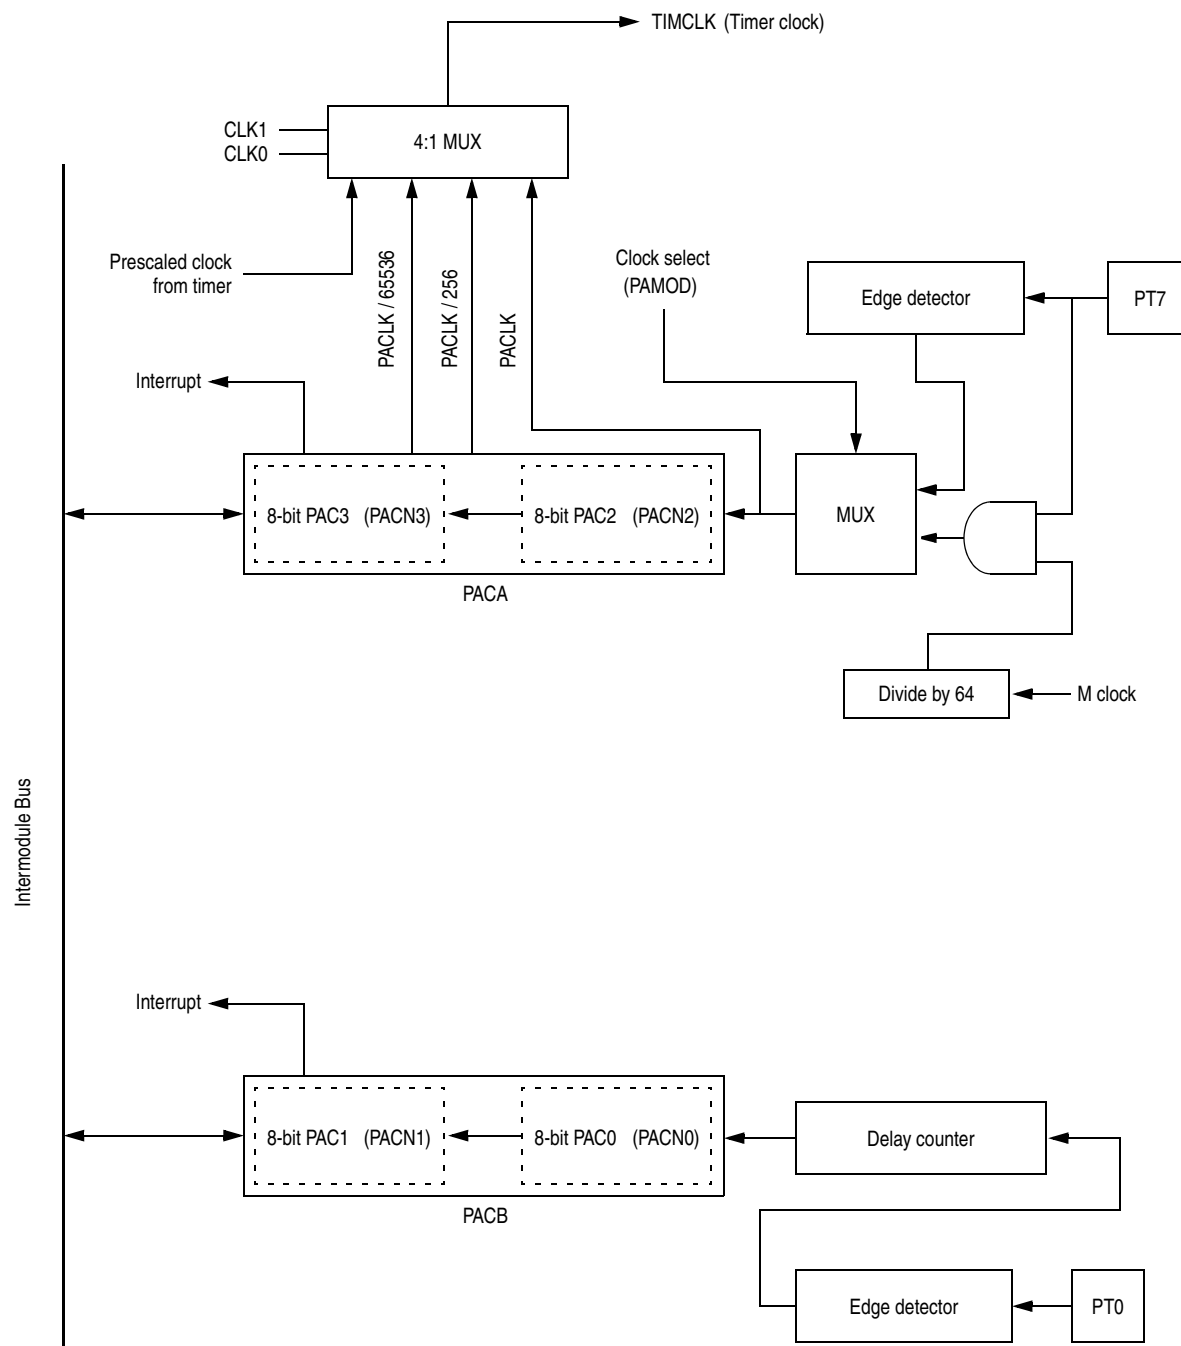 TIMCLK (Timer clock)
CLK1
CLK0
4:1 MUX
Prescaled clock
from timer
PACLK / 65536
PACLK / 256
PACLK
Clock select
(PAMOD)
Edge detector
PT7
Interrupt
8-bit PAC3 (PACN3)
8-bit PAC2 (PACN2)
MUX
PACA
Divide by 64
M clock
Intermodule Bus
Interrupt
8-bit PAC1 (PACN1)
8-bit PAC0 (PACN0)
Delay counter
PACB
Edge detector
PT0